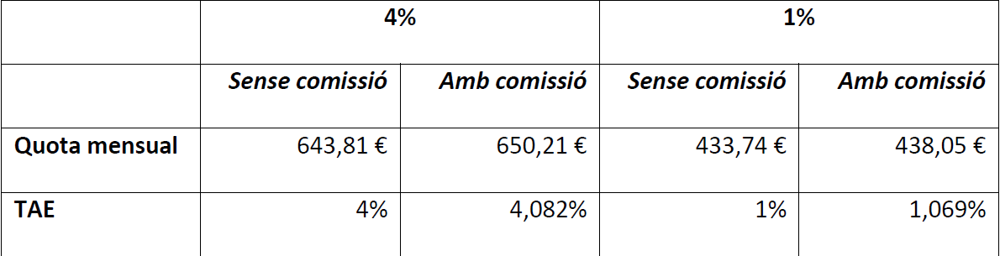 4% 1%
Sense comissió Amb comissió Sense comissió Amb comissió
Quota mensual 643,81 € 650,21 € 433,74 € 438,05 €
TAE 4% 4,082% 1% 1,069%